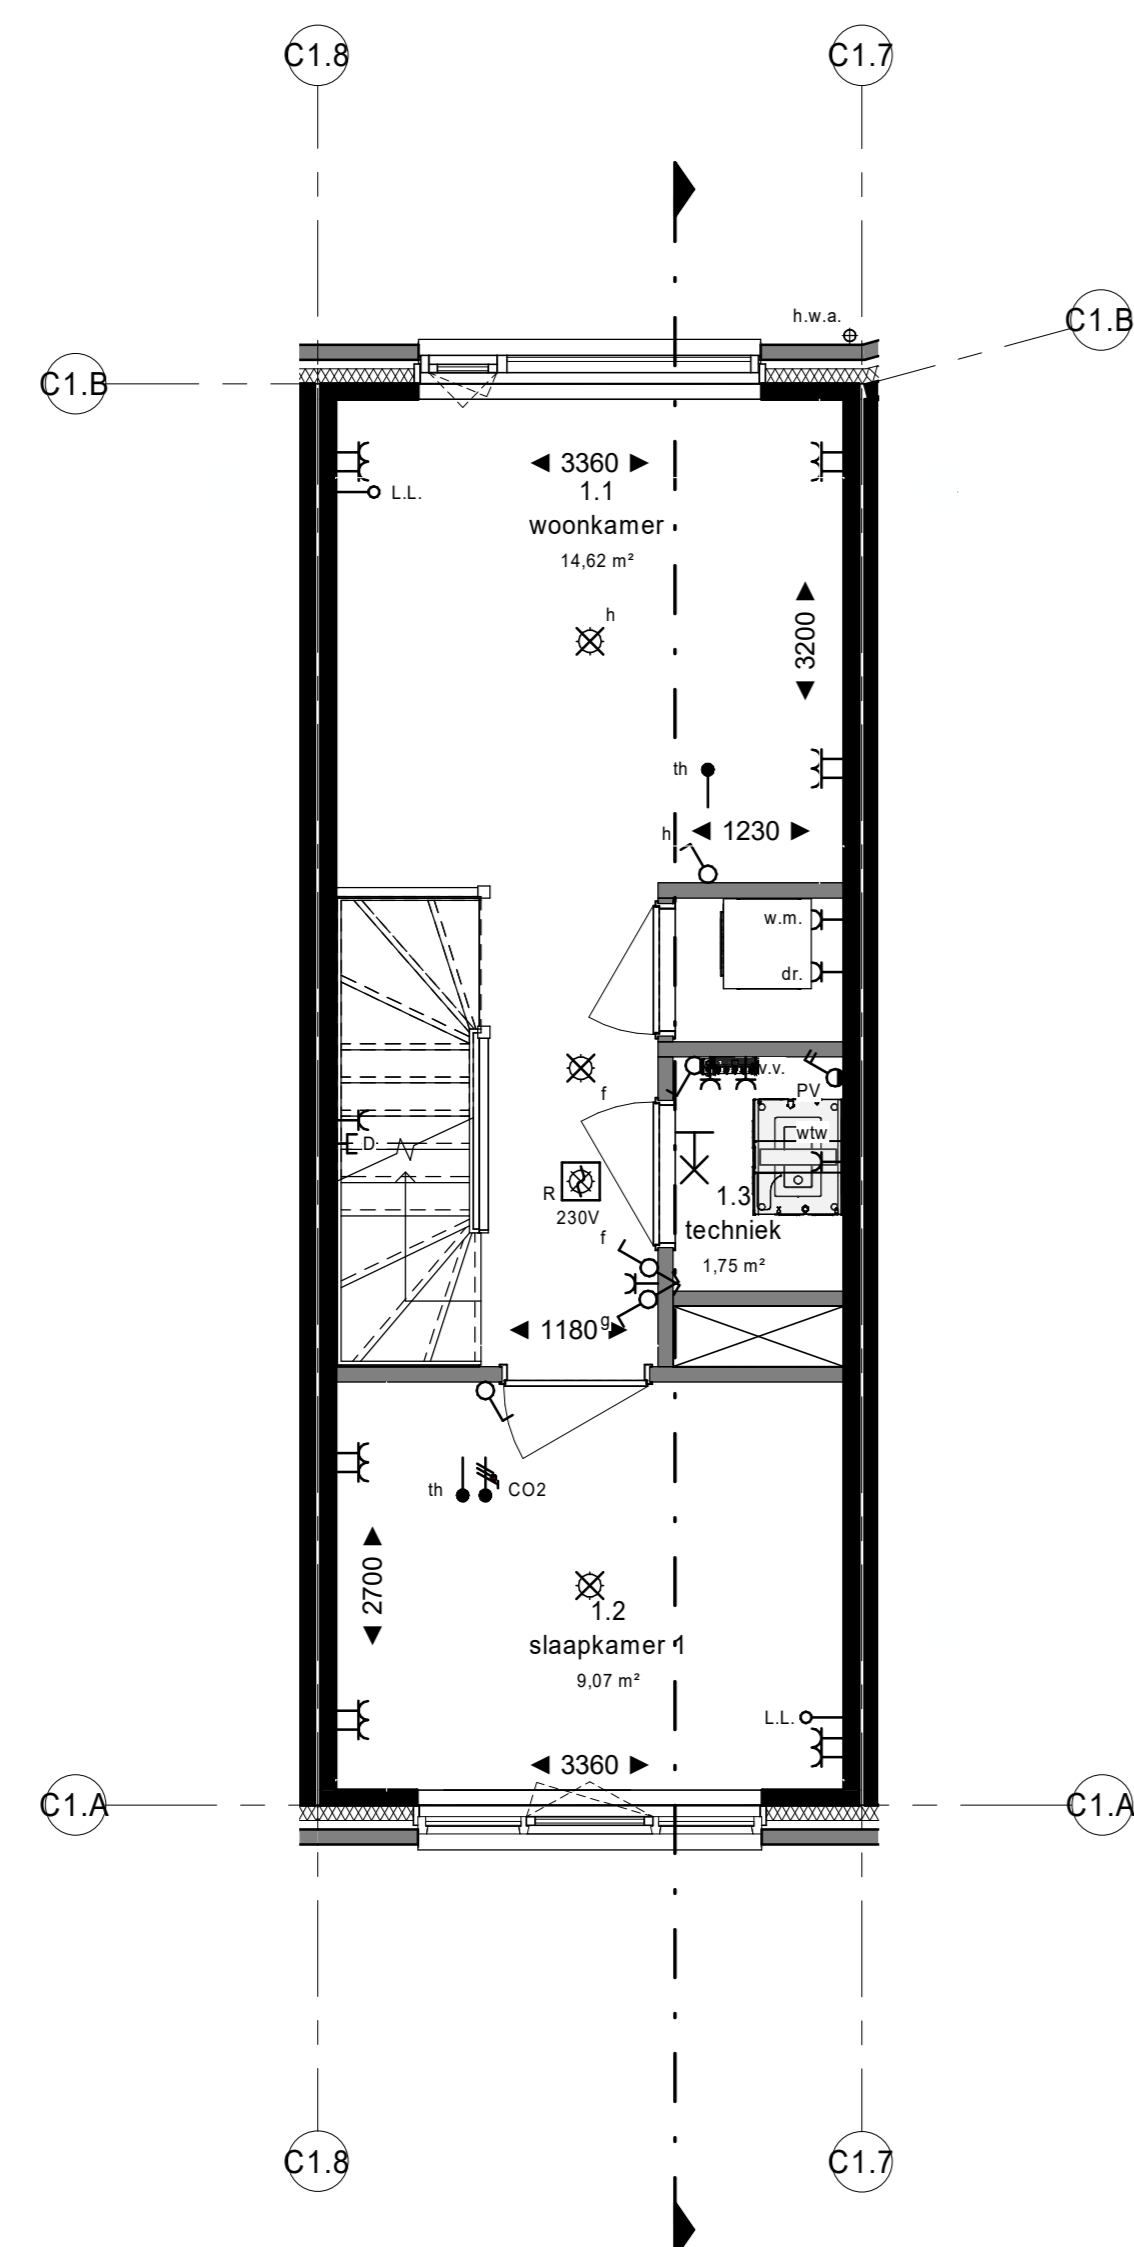 C1.8
C1.7
h.w.a.
C1.B
C1.B
3360
1.1
L.L.
woonkamer
14,62 m²
h
3200
th
1230
h
w.m.
dr.
v.v.
f
PV
wtw
D
R
1.3
230V
techniek
f
1,75 m²
g
1180
th
CO2
2700
1.2
slaapkamer 1
9,07 m²
L.L.
3360
C1.A
C1.A
C1.8
C1.7